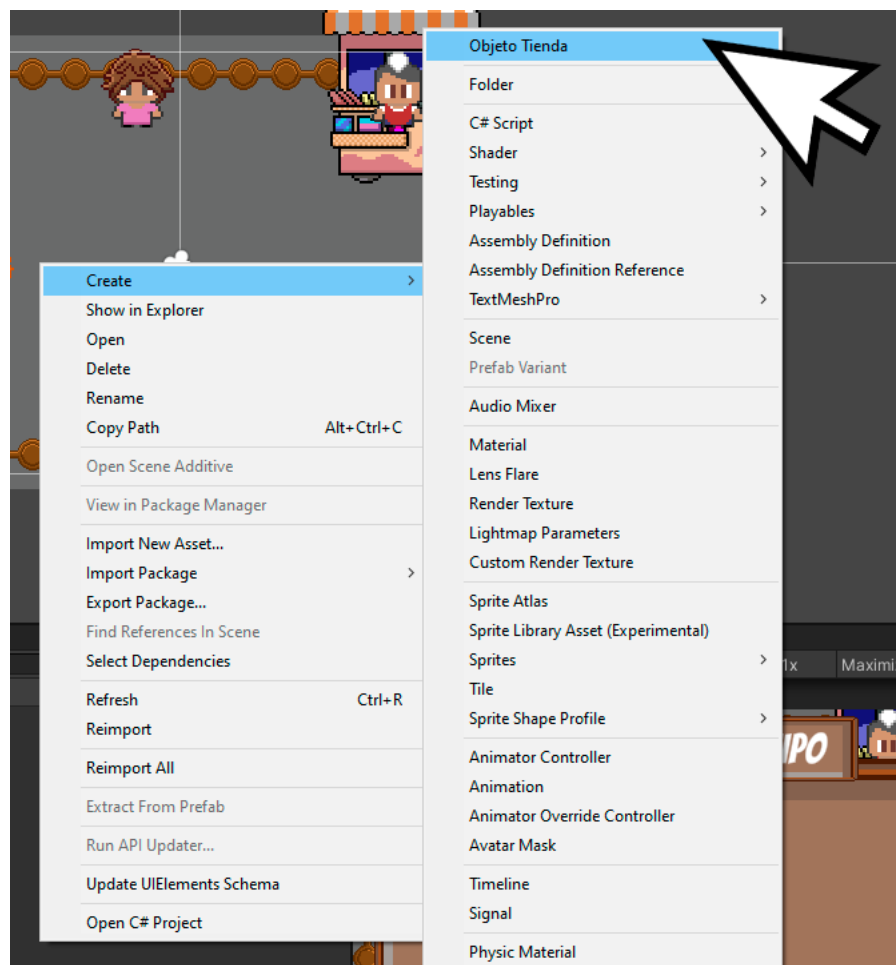 Create
Show in Explorer
Open
Delete
Rename
Copy Path Alt+Ctrl+C
Open Scene Additive
View in Package Manager
Import New Asset...
Import Package
Export Package...
Find References In Scene
Select Dependencies
Refresh Ctrl+R
Reimport
Reimport All
Extract From Prefab
Run API Updater...
Update UIElements Schema
Open C# Project
Objeto Tienda
Folder
C# Script
Shader
Testing
Playables
Assembly Definition
Assembly Definition Reference
TextMeshPro
Scene
Prefab Variant
Audio Mixer
Material
Lens Flare
Render Texture
Lightmap Parameters
Custom Render Texture
Sprite Atlas
Sprite Library Asset (Experimental)
Sprites
Tile
Sprite Shape Profile
Animator Controller
Animation
Animator Override Controller
Avatar Mask
Timeline
Signal
Physic Material
1x Maximi
IPO